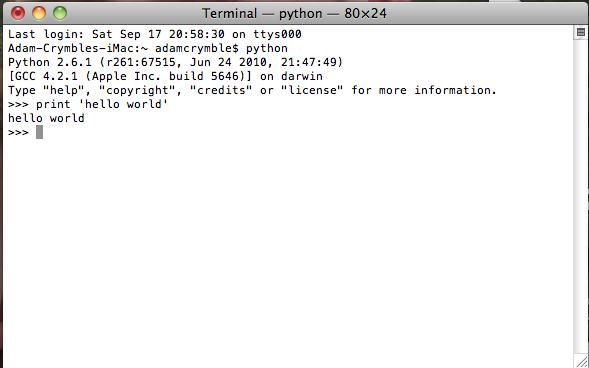 Terminal — python — 80×24
Last login: Sat Sep 17 20:58:30 on ttys000
Adam-Crymbles-iMac:~ adamcrymble$ python
Python 2.6.1 (r261:67515, Jun 24 2010, 21:47:49)
[GCC 4.2.1 (Apple Inc. build 5646)] on darwin
Type "help", "copyright", "credits" or "license" for more information.
>>> print 'hello world'
hello world
>>>